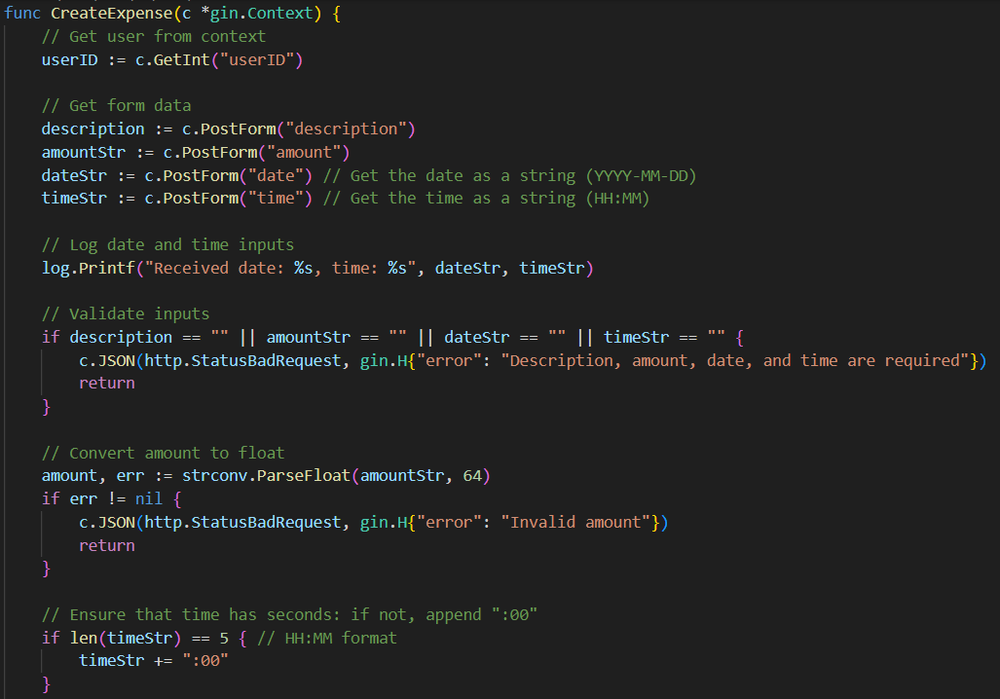 func CreateExpense(c *gin.Context) {
    // Get user from context
    userID := c.GetInt("userID")

    // Get form data
    description := c.PostForm("description")
    amountStr := c.PostForm("amount")
    dateStr := c.PostForm("date") // Get the date as a string (YYYY-MM-DD)
    timeStr := c.PostForm("time") // Get the time as a string (HH:MM)

    // Log date and time inputs
    log.Printf("Received date: %s, time: %s", dateStr, timeStr)

    // Validate inputs
    if description == "" || amountStr == "" || dateStr == "" || timeStr == "" {
        c.JSON(http.StatusBadRequest, gin.H{"error": "Description, amount, date, and time are required"})
        return
    }

    // Convert amount to float
    amount, err := strconv.ParseFloat(amountStr, 64)
    if err != nil {
        c.JSON(http.StatusBadRequest, gin.H{"error": "Invalid amount"})
        return
    }

    // Ensure that time has seconds: if not, append ":00"
    if len(timeStr) == 5 { // HH:MM format
        timeStr += ":00"
    }